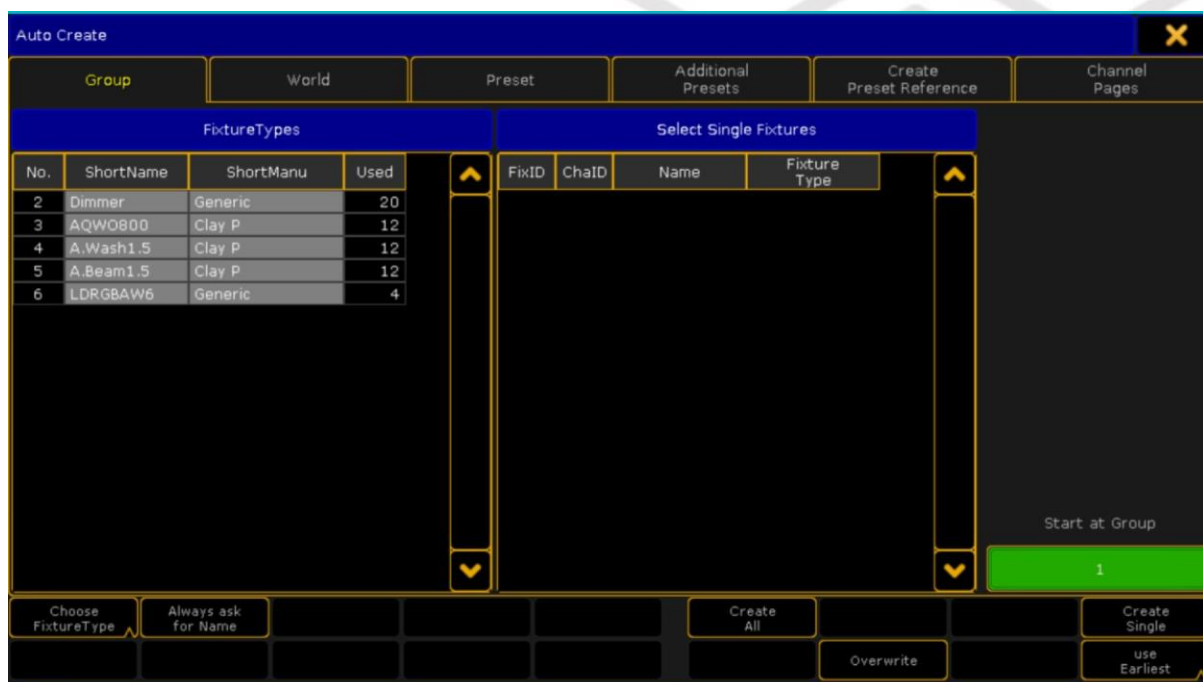 Auto Create
Group World Preset Additional Presets Create Preset Reference Channel Pages
FixtureTypes Select Single Fixtures
No. ShortName ShortManu Used FixID ChaID Name Fixture Type
2 Dimmer Generic 20
3 AQWO800 Clay P 12
4 A.Wash1.5 Clay P 12
5 A.Beam1.5 Clay P 12
6 LDRGBAW6 Generic 4
Start at Group
1
Choose FixtureType Always ask for Name Create All Create Single
Overwrite use Earliest